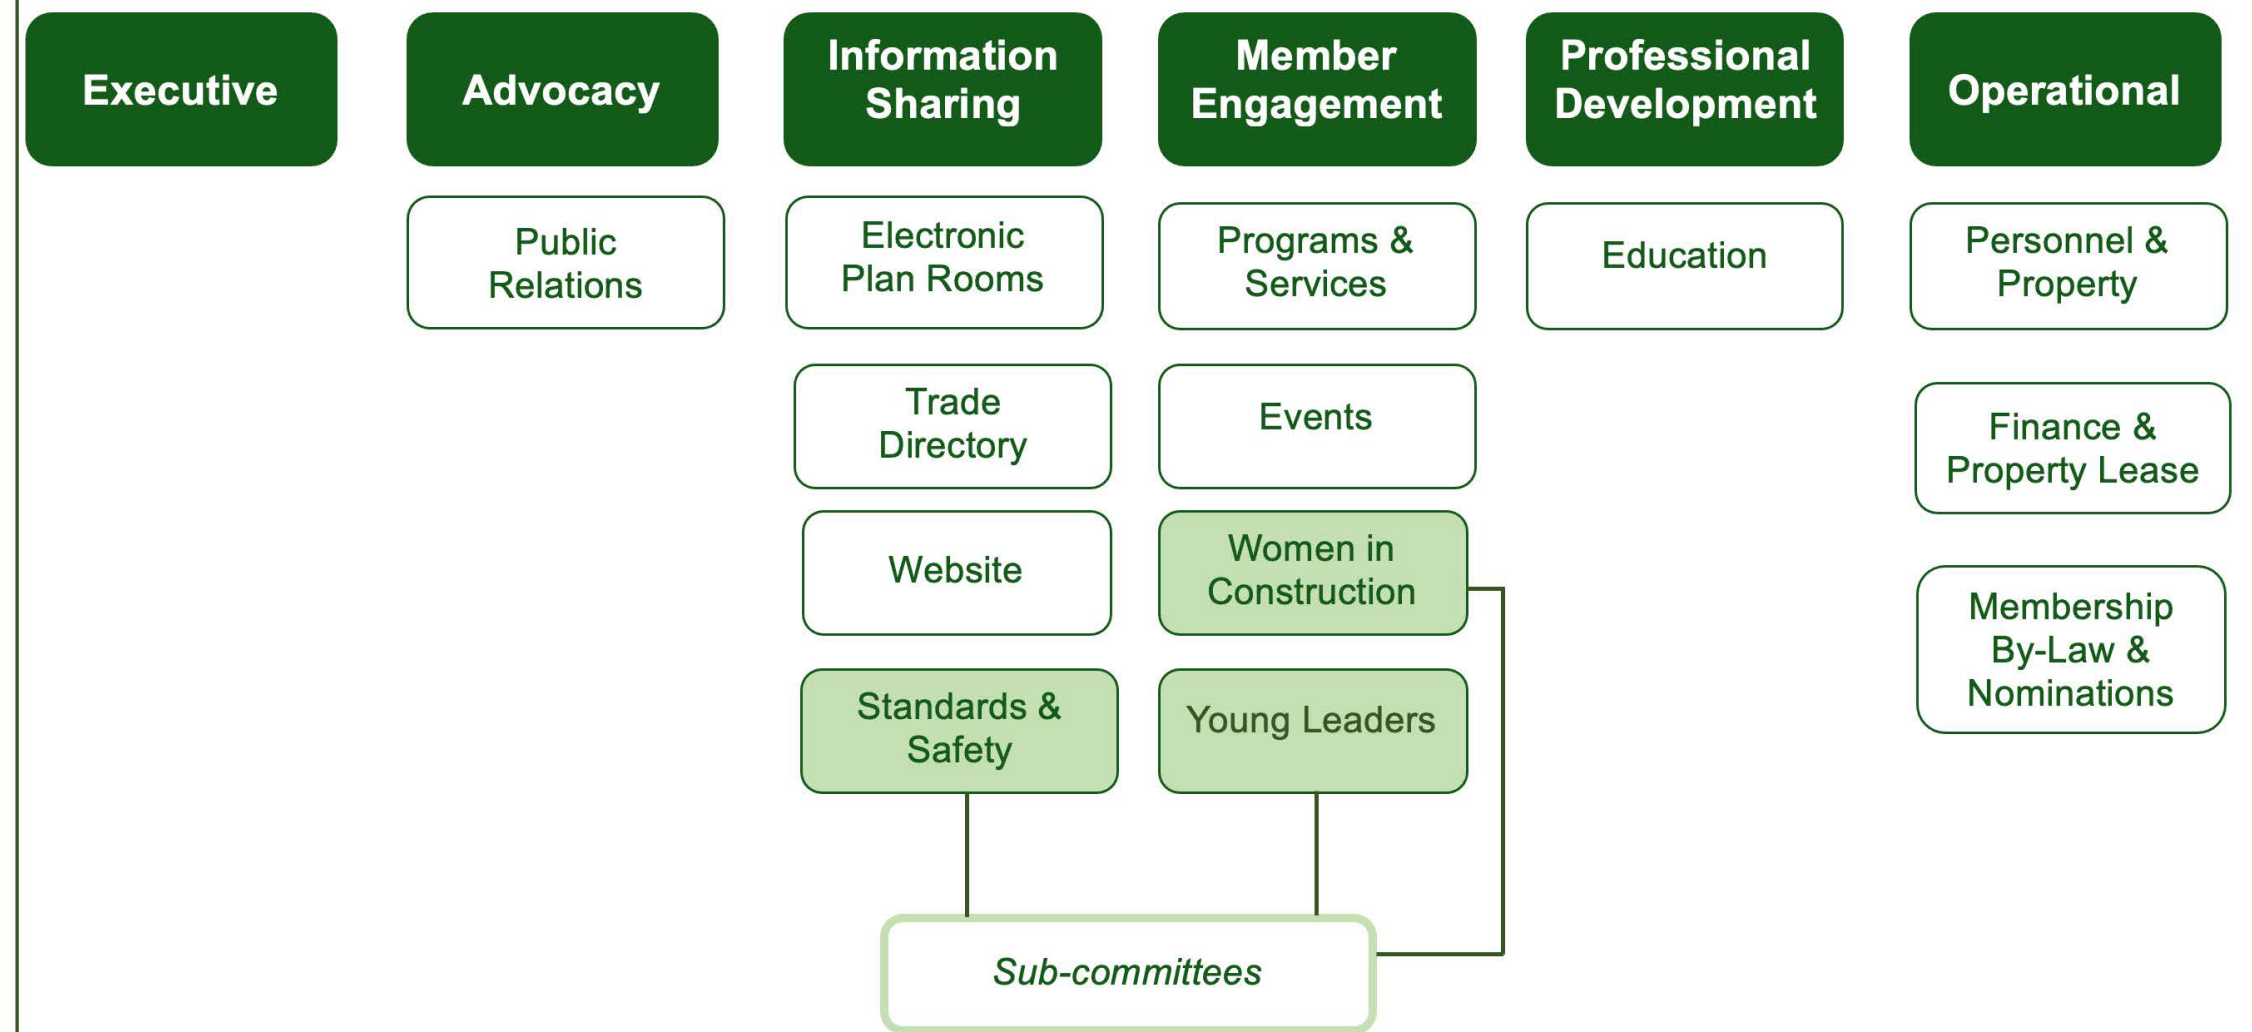 Executive
Advocacy
Information
Sharing
Member
Engagement
Professional
Development
Operational
Public
Relations
Electronic
Plan Rooms
Programs &
Services
Education
Personnel &
Property
Trade
Directory
Events
Finance &
Property Lease
Website
Women in
Construction
Membership
By-Law &
Nominations
Standards &
Safety
Young Leaders
Sub-committees